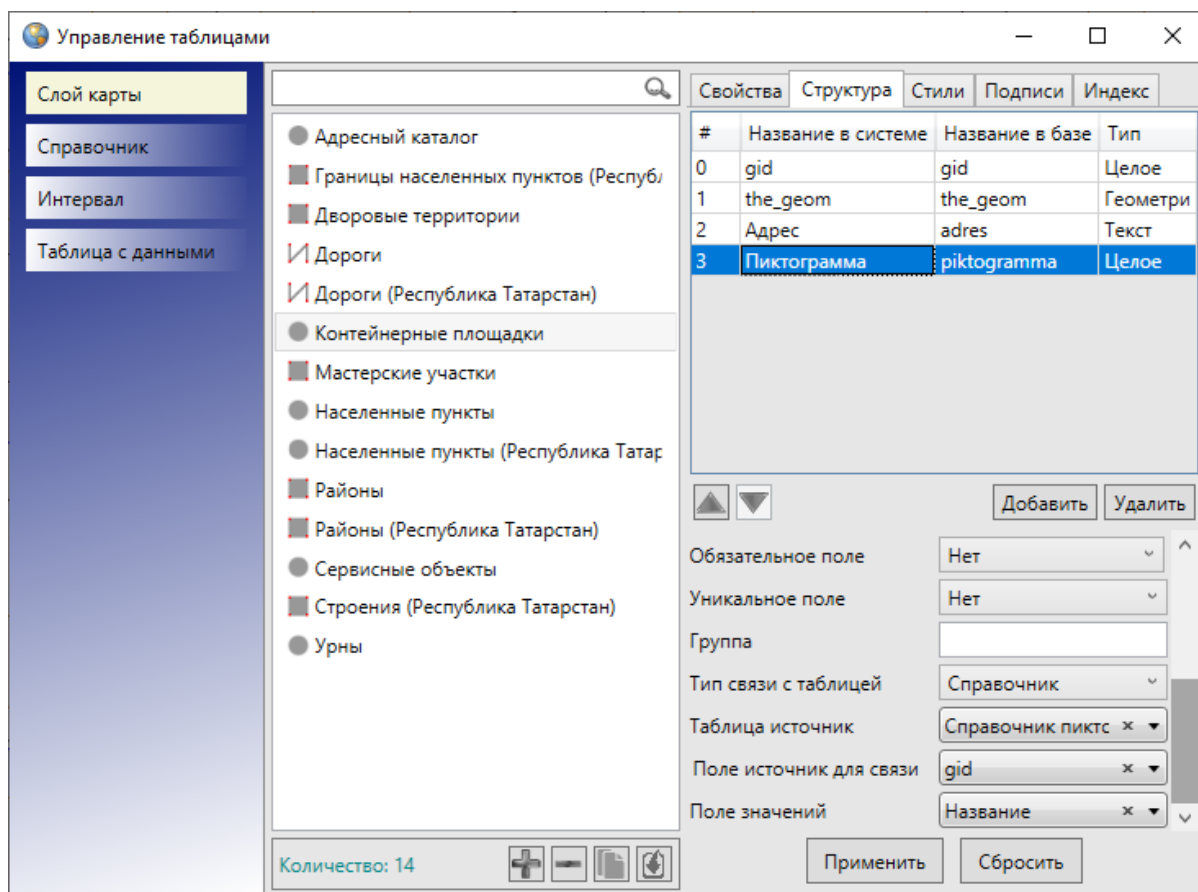 Управление таблицами
Слой карты
Справочник
Интервал
Таблица с данными
Адресный каталог
Границы населенных пунктов (Республ
Дворовые территории
Дороги
Дороги (Республика Татарстан)
Контейнерные площадки
Мастерские участки
Населенные пункты
Населенные пункты (Республика Татар
Районы
Районы (Республика Татарстан)
Сервисные объекты
Строения (Республика Татарстан)
Урны
Количество: 14
Свойства Структура Стили Подписи Индекс
# Название в системе Название в базе Тип
0 gid gid Целое
1 the_geom the_geom Геометри
2 Адрес adres Текст
3 Пиктограмма piktogramma Целое
Добавить Удалить
Обязательное поле Нет
Уникальное поле Нет
Группа
Тип связи с таблицей Справочник
Таблица источник Справочник пиктс
Поле источник для связи gid
Поле значений Название
Применить Сбросить